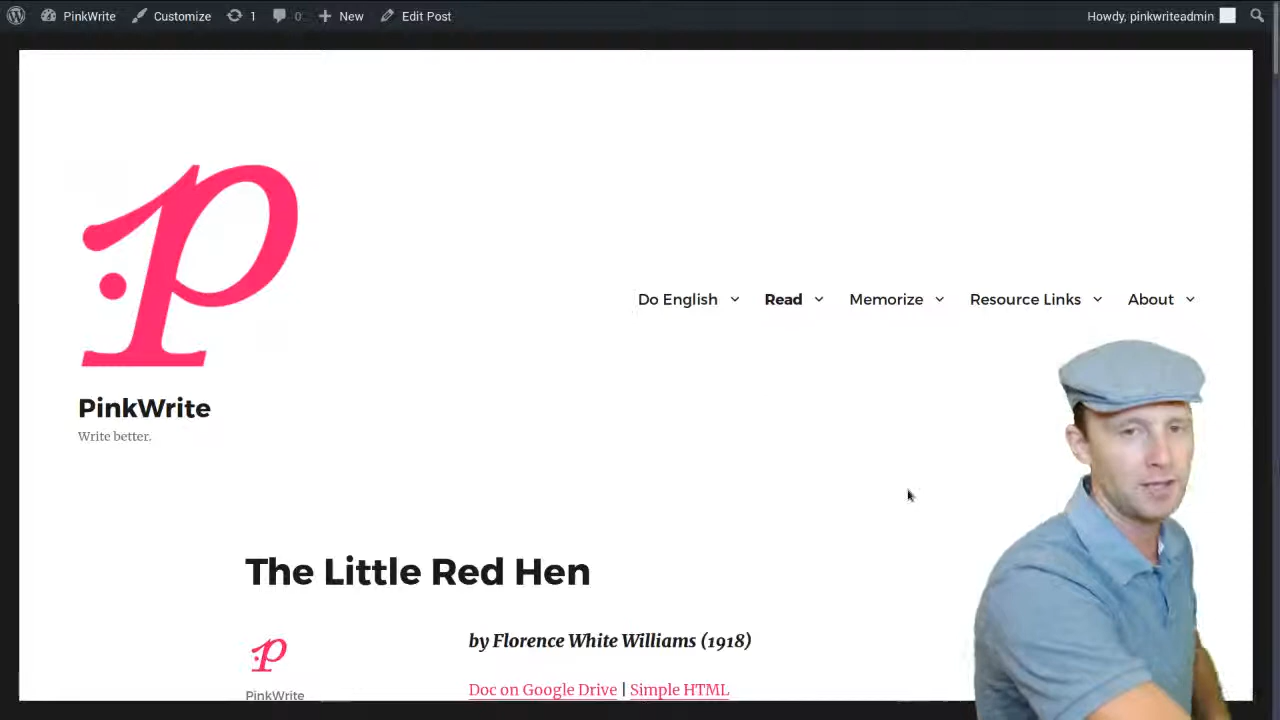 PinkWrite Customize 1 0 New Edit Post Howdy, pinkwriteadmin
p
Do English Read Memorize Resource Links About
PinkWrite
Write better.
The Little Red Hen
by Florence White Williams (1918)
p
Doc on Google Drive | Simple HTML
PinkWrite